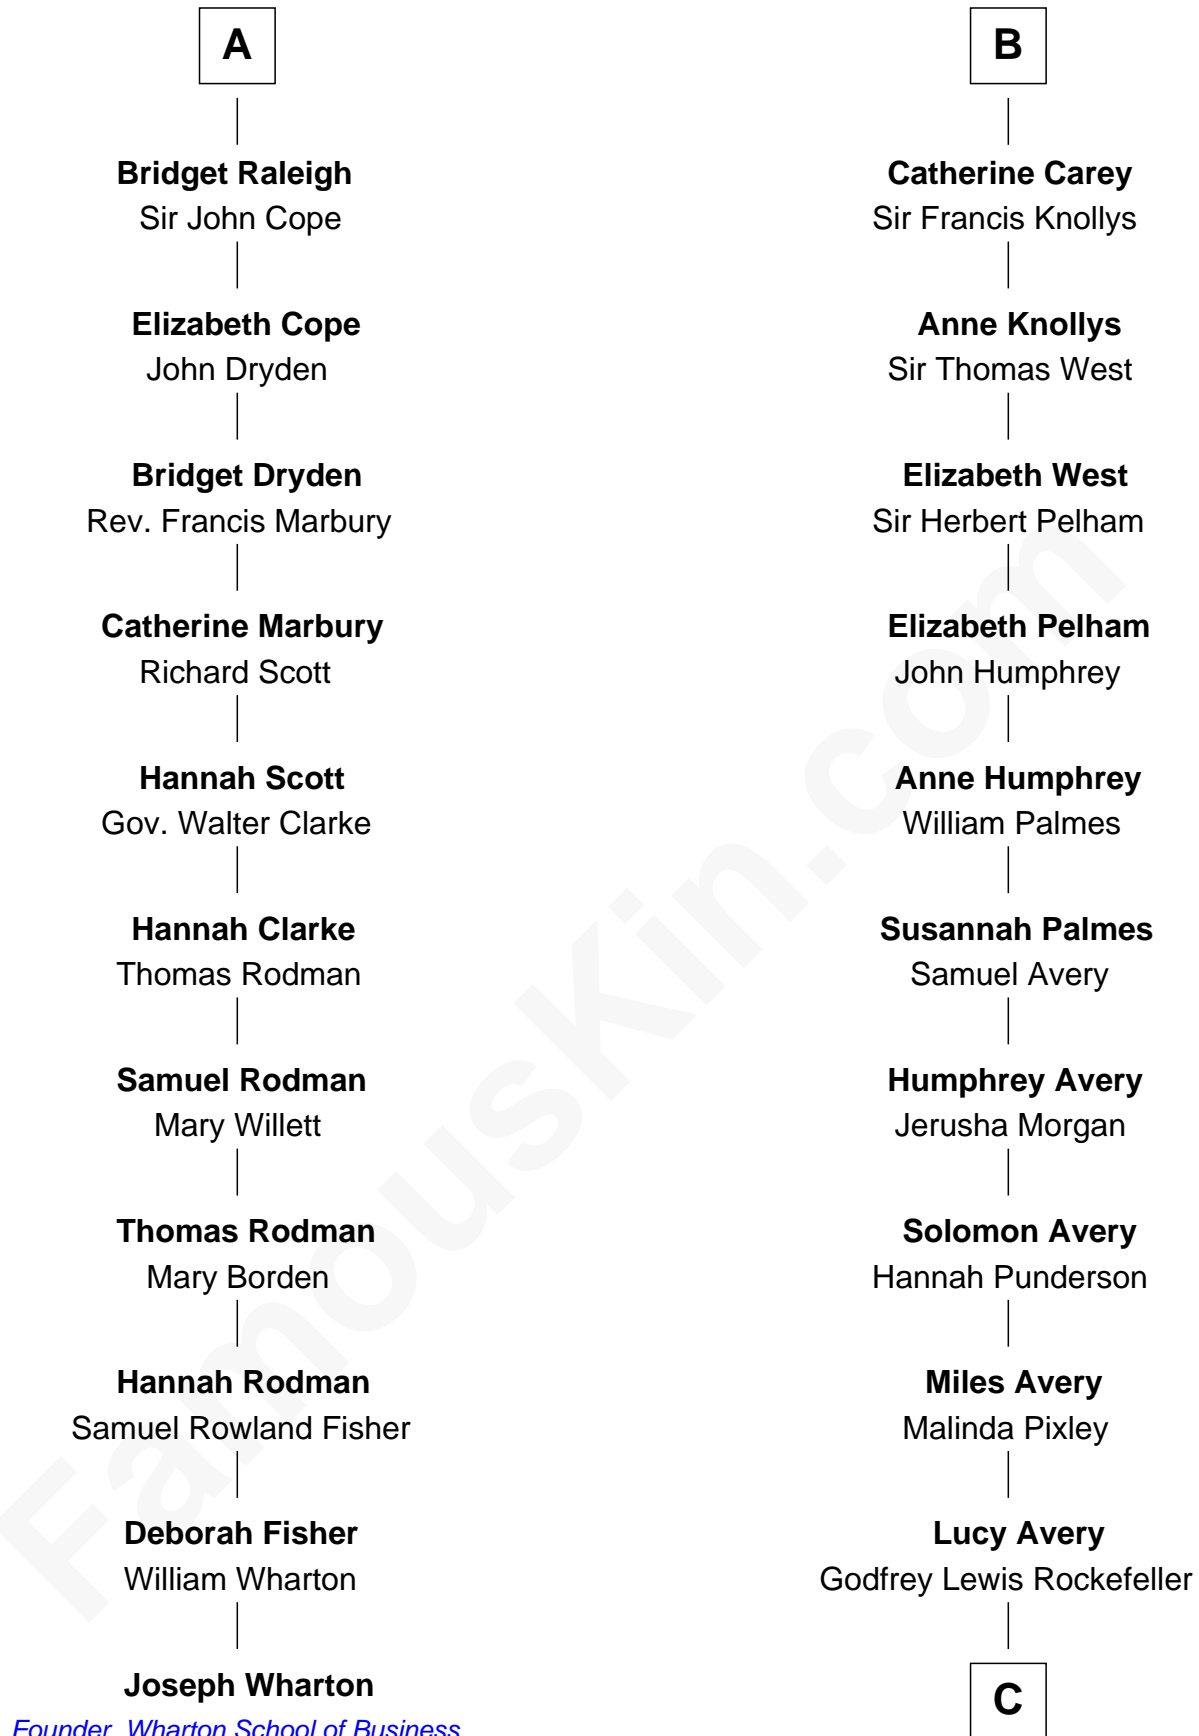 A
Bridget Raleigh
Sir John Cope
Elizabeth Cope
John Dryden
Bridget Dryden
Rev. Francis Marbury
Catherine Marbury
Richard Scott
Hannah Scott
Gov. Walter Clarke
Hannah Clarke
Thomas Rodman
Samuel Rodman
Mary Willett
Thomas Rodman
Mary Borden
Hannah Rodman
Samuel Rowland Fisher
Deborah Fisher
William Wharton
Joseph Wharton
Founder, Wharton School of Business
B
Catherine Carey
Sir Francis Knollys
Anne Knollys
Sir Thomas West
Elizabeth West
Sir Herbert Pelham
Elizabeth Pelham
John Humphrey
Anne Humphrey
William Palmes
Susannah Palmes
Samuel Avery
Humphrey Avery
Jerusha Morgan
Solomon Avery
Hannah Punderson
Miles Avery
Malinda Pixley
Lucy Avery
Godfrey Lewis Rockefeller
C
FamousKin.com